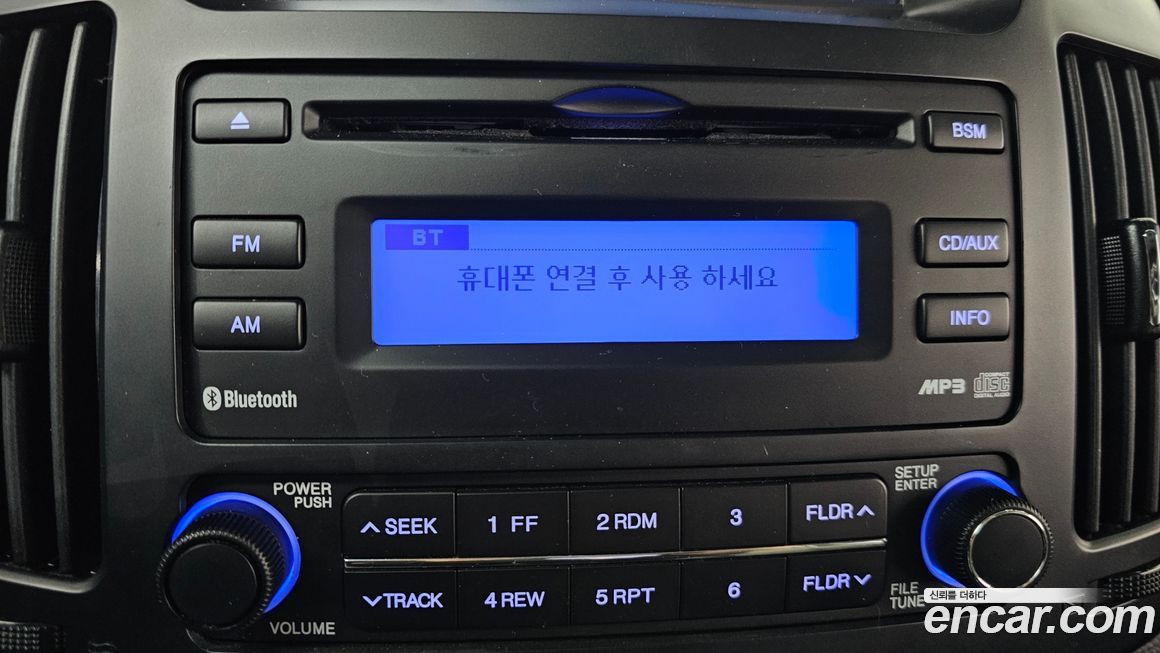 BSM
FM
AM
BT
휴대폰 연결 후 사용 하세요
CD/AUX
INFO
Bluetooth
MP3
COMPACT
disc
DIGITAL AUDIO
POWER
PUSH
VOLUME
SEEK
1 FF
2 RDM
3
FLDR
TRACK
4 REW
5 RPT
6
FLDR
SETUP
ENTER
FILE
TUNE
신뢰를 더하다
encar.com